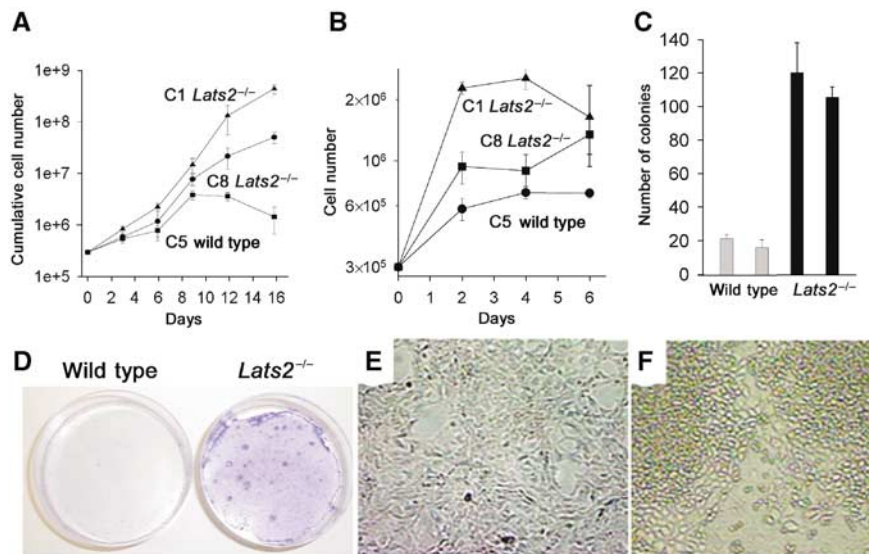 A
Cumulative cell number
1e+9
1e+8
1e+7
1e+6
1e+5
C1 Lats2–/–
C8 Lats2–/–
C5 wild type
0 2 4 6 8 10 12 14 16
Days
B
Cell number
2×10⁶
1×10⁶
6×10⁵
3×10⁵
C1 Lats2–/–
C8 Lats2–/–
C5 wild type
0 1 2 3 4 5 6
Days
C
Number of colonies
140
120
100
80
60
40
20
0
Wild type Lats2–/–
D
Wild type Lats2–/–
E
F